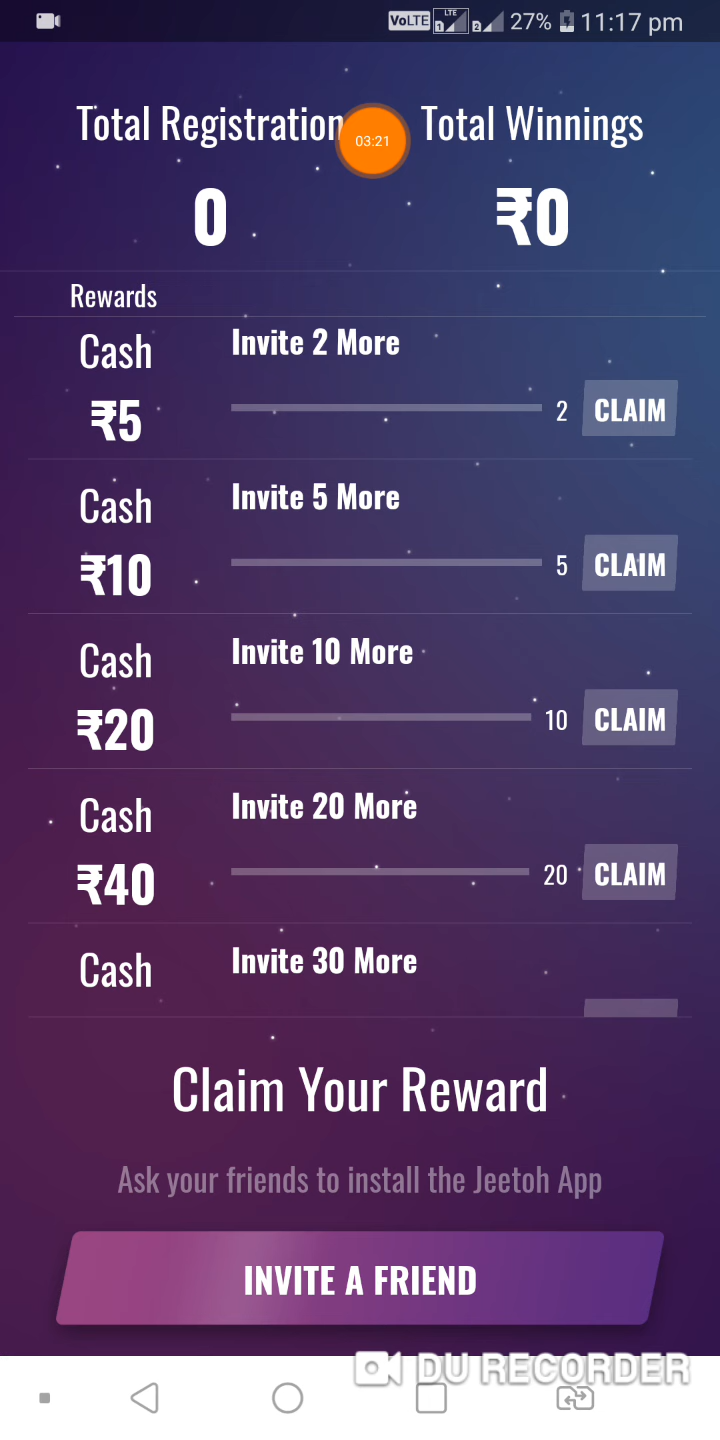 VoLTE LTE 1 2 27% 11:17 pm
Total Registration Total Winnings
03:21
0 ₹0
Rewards
Cash Invite 2 More
₹5 2 CLAIM
Cash Invite 5 More
₹10 5 CLAIM
Cash Invite 10 More
₹20 10 CLAIM
Cash Invite 20 More
₹40 20 CLAIM
Cash Invite 30 More
Claim Your Reward
Ask your friends to install the Jeetoh App
INVITE A FRIEND
DU RECORDER